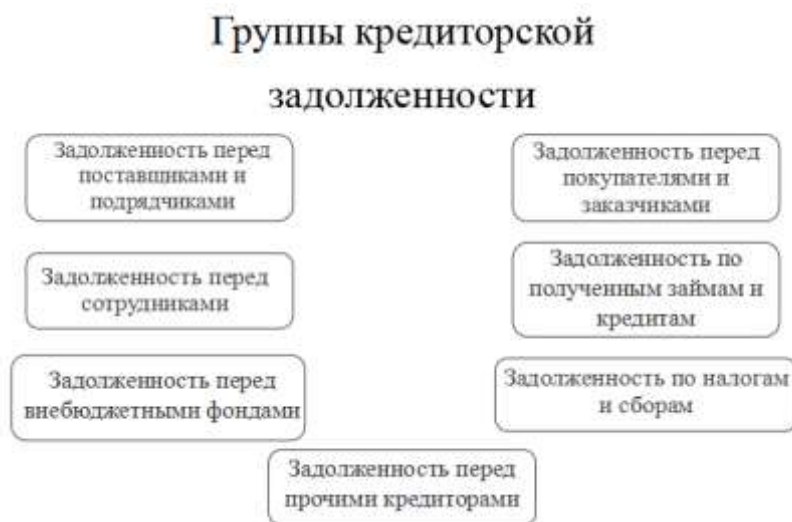 Группы кредиторской
задолженности
Задолженность перед
поставщиками и
подрядчиками
Задолженность перед
покупателями и
заказчиками
Задолженность перед
сотрудниками
Задолженность по
полученным займам и
кредитам
Задолженность перед
внебюджетными фондами
Задолженность по налогам
и сборам
Задолженность перед
прочими кредиторами